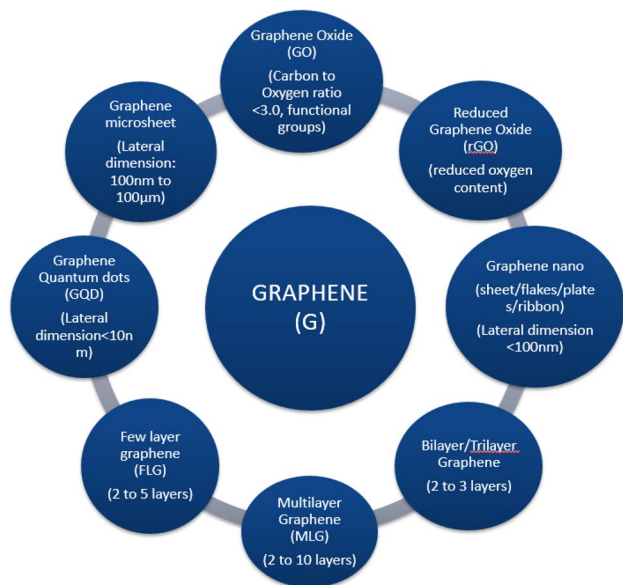 Graphene Oxide
(GO)
(Carbon to
Oxygen ratio
<3.0, functional
groups)
Reduced
Graphene Oxide
(rGO)
(reduced oxygen
content)
Graphene nano
(sheet/flakes/plate
s/ribbon)
(Lateral dimension
<100nm)
Bilayer/Trilayer
Graphene
(2 to 3 layers)
Multilayer
Graphene
(MLG)
(2 to 10 layers)
Few layer
graphene
(FLG)
(2 to 5 layers)
Graphene
Quantum dots
(GQD)
(Lateral
dimension<10n
m)
Graphene
microsheet
(Lateral
dimension:
100nm to
100μm)
GRAPHENE
(G)